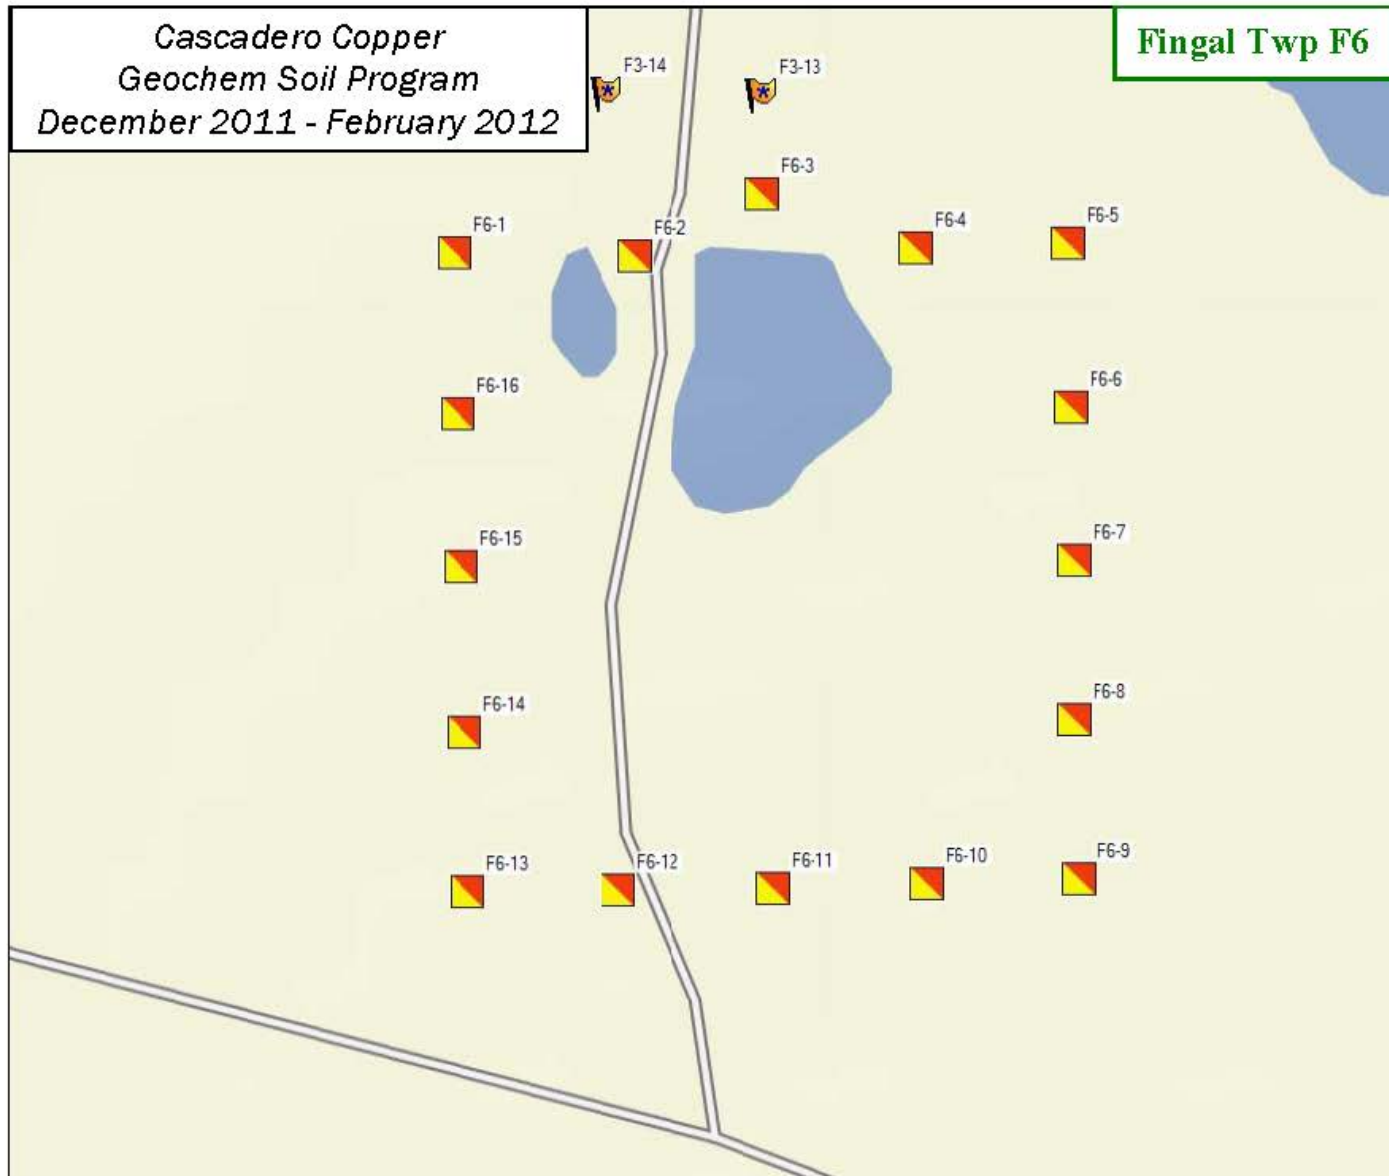 Cascadero Copper
Geochem Soil Program
December 2011 - February 2012
Fingal Twp F6
F3-14
F3-13
F6-3
F6-1
F6-2
F6-4
F6-5
F6-16
F6-6
F6-15
F6-7
F6-14
F6-8
F6-13
F6-12
F6-11
F6-10
F6-9